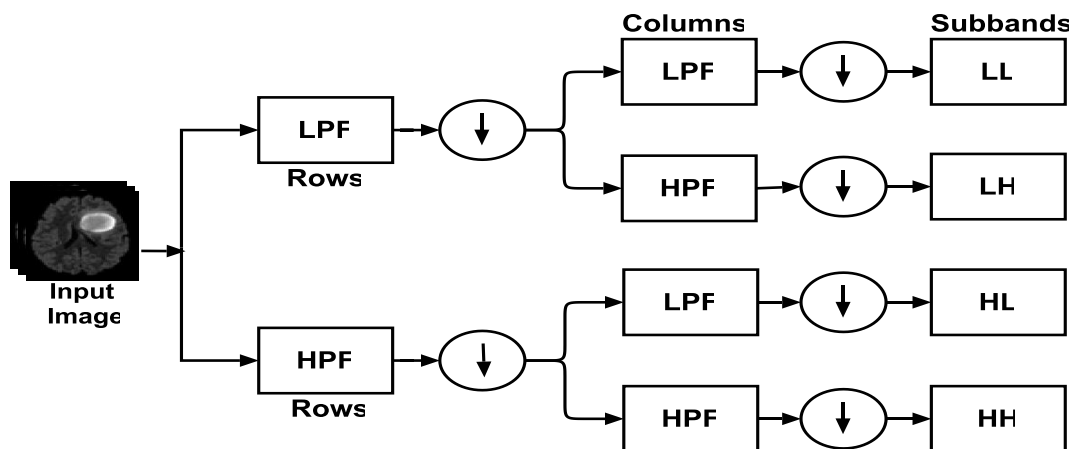 Columns
Subbands
LPF
LL
LPF
Rows
HPF
LH
Input
Image
LPF
HL
HPF
Rows
HPF
HH